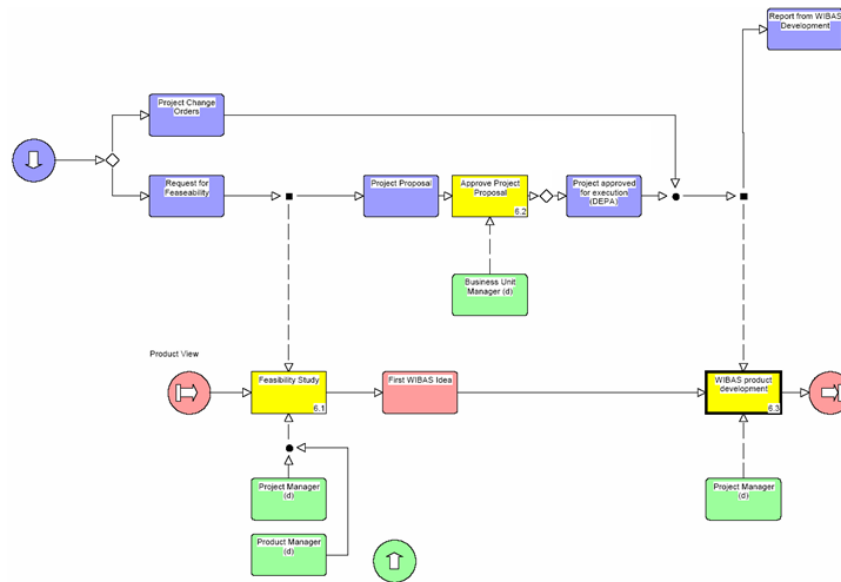 Report from WIBAS
Development
Project Change
Orders
Request for
Feaseability
Project Proposal
Approve Project
Proposal
6.2
Project approved
for execution
(DEPA)
Business Unit
Manager (d)
Product View
Feasibility Study
6.1
First WIBAS Idea
WIBAS product
development
6.3
Project Manager
(d)
Project Manager
(d)
Product Manager
(d)